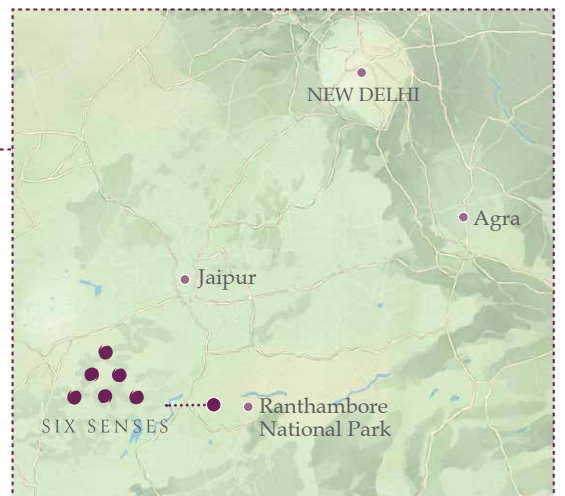 NEW DELHI
Agra
Jaipur
SIX SENSES
Ranthambore
National Park